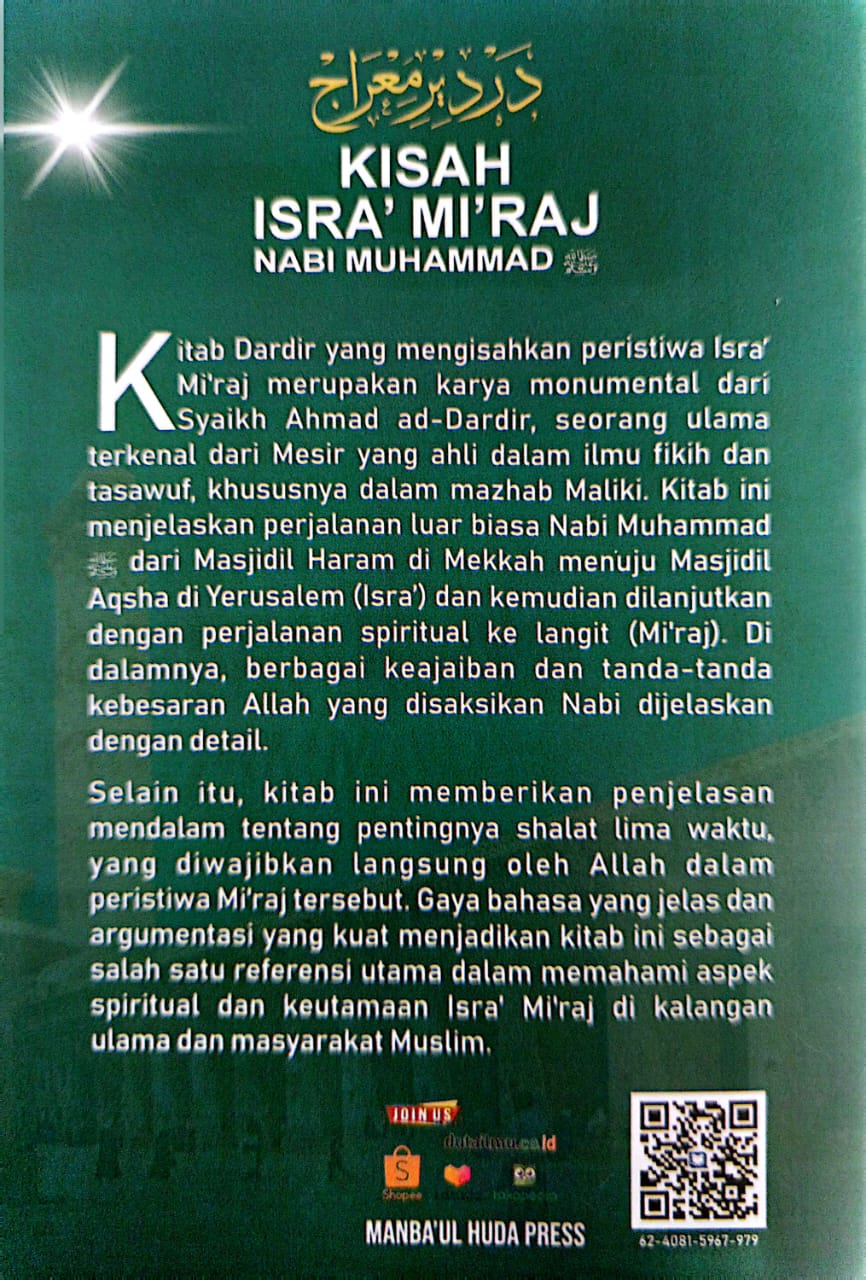 دَرْدِيْرِ مِعْرَاج
KISAH
ISRA’ MI’RAJ
NABI MUHAMMAD ﷺ
Kitab Dardir yang mengisahkan peristiwa Isra’
Mi'raj merupakan karya monumental dari
Syaikh Ahmad ad-Dardir, seorang ulama
terkenal dari Mesir yang ahli dalam ilmu fikih dan
tasawuf, khususnya dalam mazhab Maliki. Kitab ini
menjelaskan perjalanan luar biasa Nabi Muhammad
ﷺ dari Masjidil Haram di Mekkah menuju Masjidil
Aqsha di Yerusalem (Isra’) dan kemudian dilanjutkan
dengan perjalanan spiritual ke langit (Mi'raj). Di
dalamnya, berbagai keajaiban dan tanda-tanda
kebesaran Allah yang disaksikan Nabi dijelaskan
dengan detail.
Selain itu, kitab ini memberikan penjelasan
mendalam tentang pentingnya shalat lima waktu,
yang diwajibkan langsung oleh Allah dalam
peristiwa Mi'raj tersebut. Gaya bahasa yang jelas dan
argumentasi yang kuat menjadikan kitab ini sebagai
salah satu referensi utama dalam memahami aspek
spiritual dan keutamaan Isra' Mi'raj di kalangan
ulama dan masyarakat Muslim.
JOIN US
dutailmu.co.id
Shopee tokopedia
MANBA'UL HUDA PRESS
62-4081-5967-979